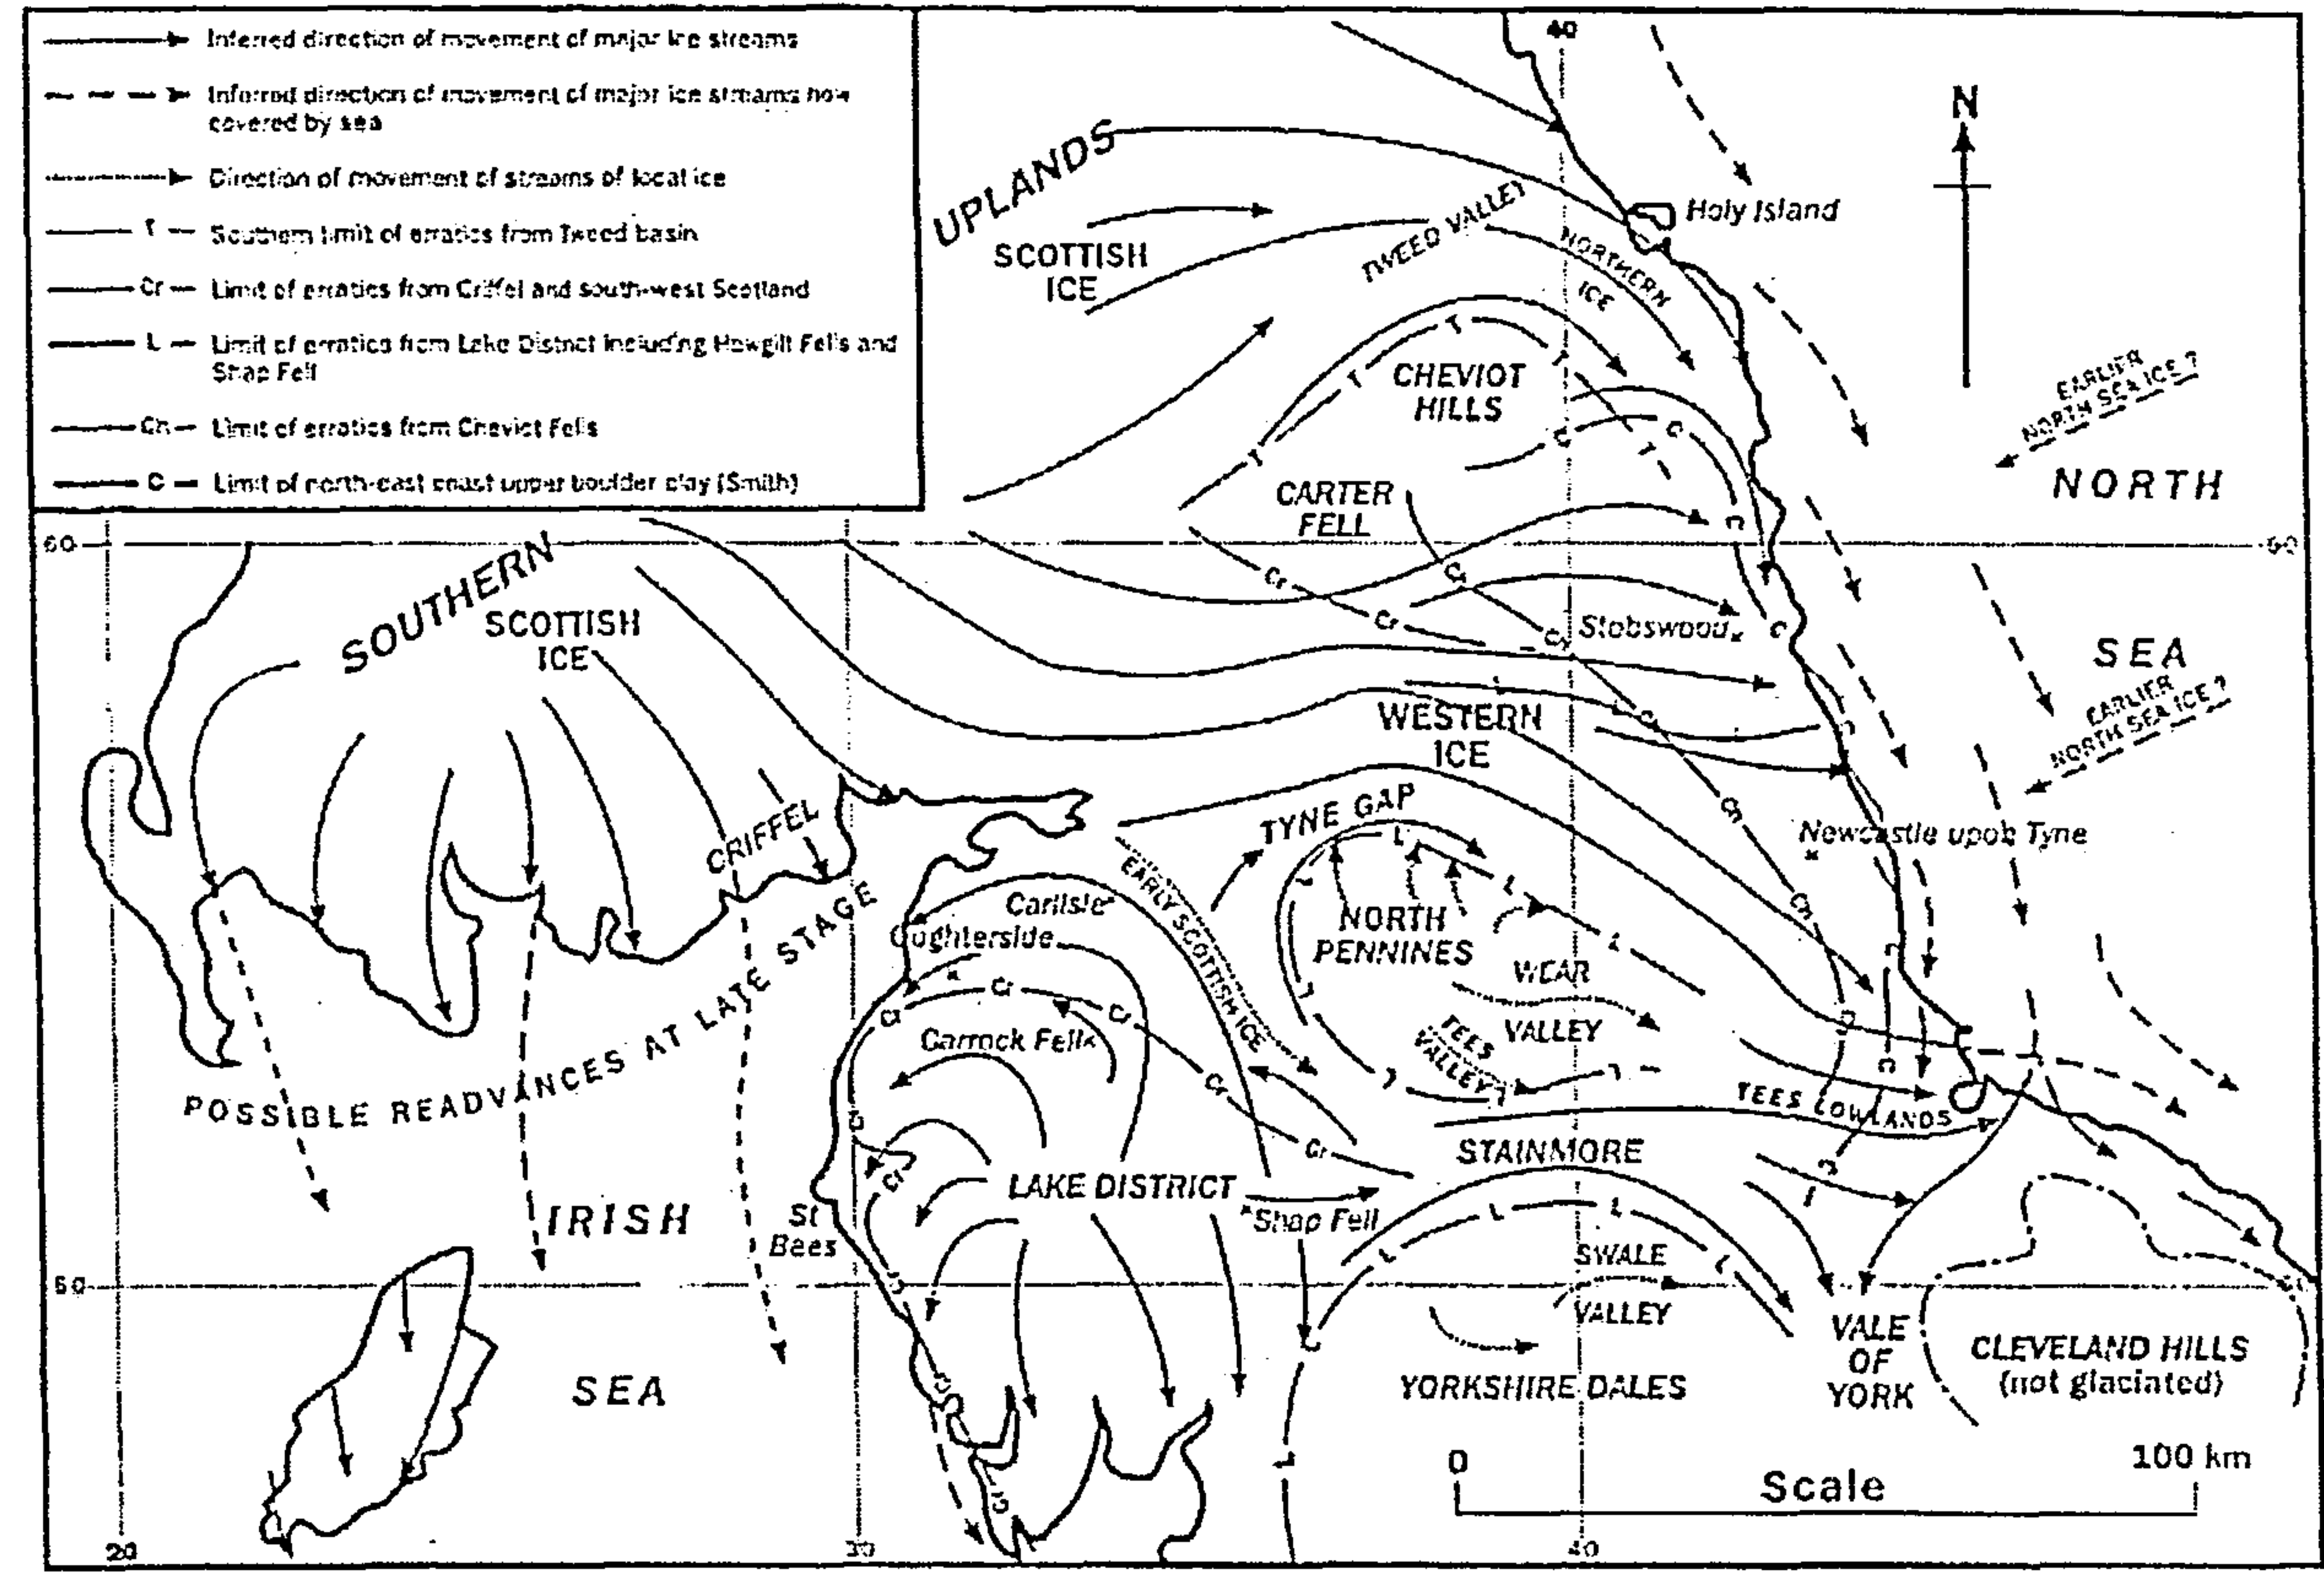 Inferred direction of movement of major ice streams
Inferred direction of movement of major ice streams now
covered by sea
Direction of movement of streams of local ice
T
Southern limit of erratics from Tweed basin
Cr
Limit of erratics from Criffel and south-west Scotland
L
Limit of erratics from Lake District including Howgill Fells and
Shap Fell
Ch
Limit of erratics from Cheviot Fells
C
Limit of north-east coast upper boulder clay (Smith)
40
N
UPLANDS
Holy Island
SCOTTISH
ICE
TWEED VALLEY
NORTHERN
ICE
CHEVIOT
HILLS
EARLIER
NORTH SEA ICE ?
NORTH
CARTER
FELL
60
60
SOUTHERN
SCOTTISH
ICE
Stobswood
SEA
EARLIER
NORTH SEA ICE ?
WESTERN
ICE
TYNE GAP
CRIFFEL
Newcastle upon Tyne
EARLY SCOTTISH ICE
Carlisle
Oughterside
NORTH
PENNINES
WEAR
VALLEY
TEES
VALLEY
Carrock Fell
POSSIBLE READVANCES AT LATE STAGE
TEES LOWLANDS
STAINMORE
LAKE DISTRICT
Shap Fell
IRISH
St
Bees
SWALE
VALLEY
50
VALE
OF
YORK
CLEVELAND HILLS
(not glaciated)
SEA
YORKSHIRE DALES
0
100 km
Scale
20
30
40